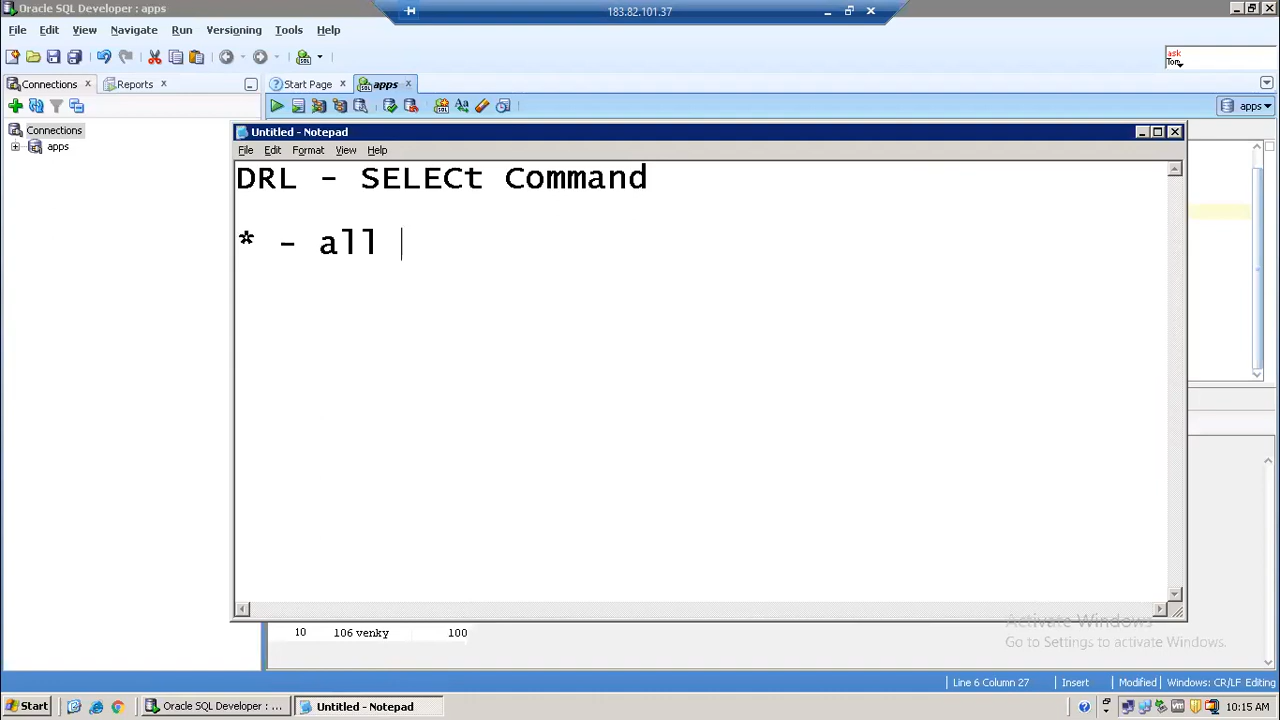 Oracle SQL Developer : apps
183.82.101.37
File Edit View Navigate Run Versioning Tools Help
ask
Tom
Connections Reports Start Page apps
apps
Connections
apps
Untitled - Notepad
File Edit Format View Help
DRL - SELECt Command
* - all
Activate Windows
Go to Settings to activate Windows.
10 106 venky 100
Line 6 Column 27 Insert Modified Windows: CR/LF Editing
Start Oracle SQL Developer : ... Untitled - Notepad 10:15 AM